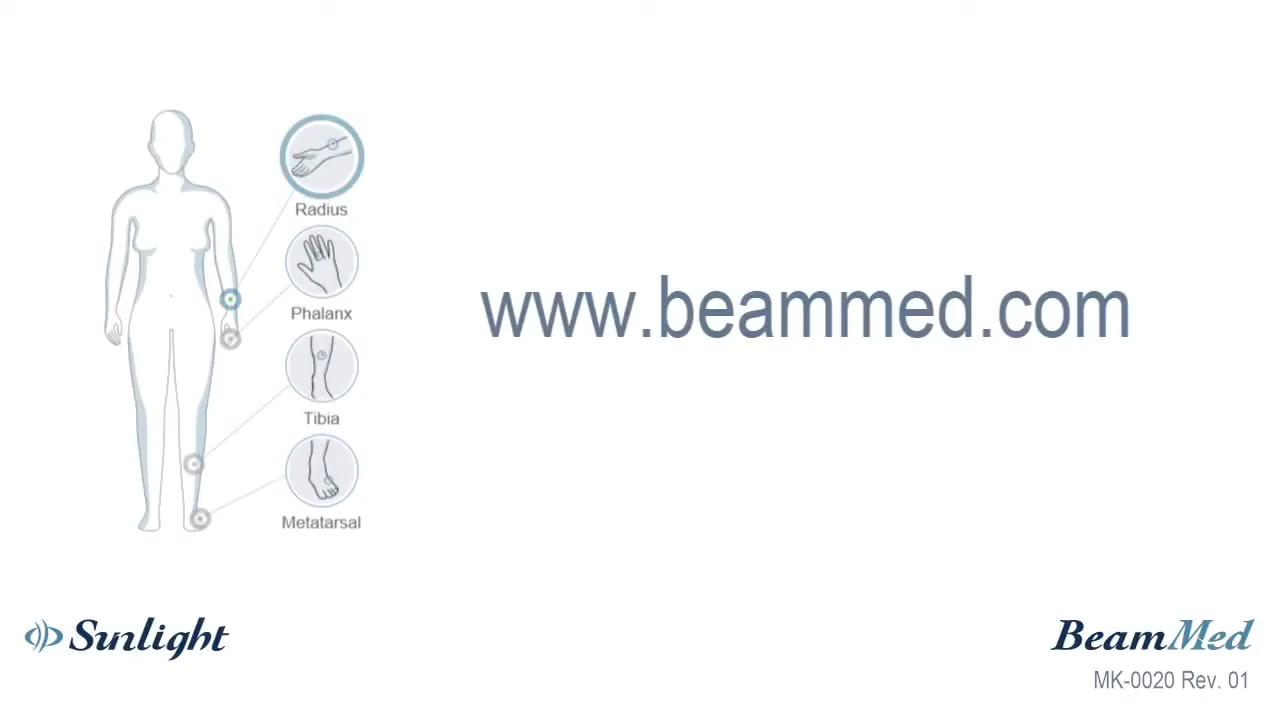 Radius
Phalanx
Tibia
Metatarsal
www.beammed.com
Sunlight
BeamMed
MK-0020 Rev. 01